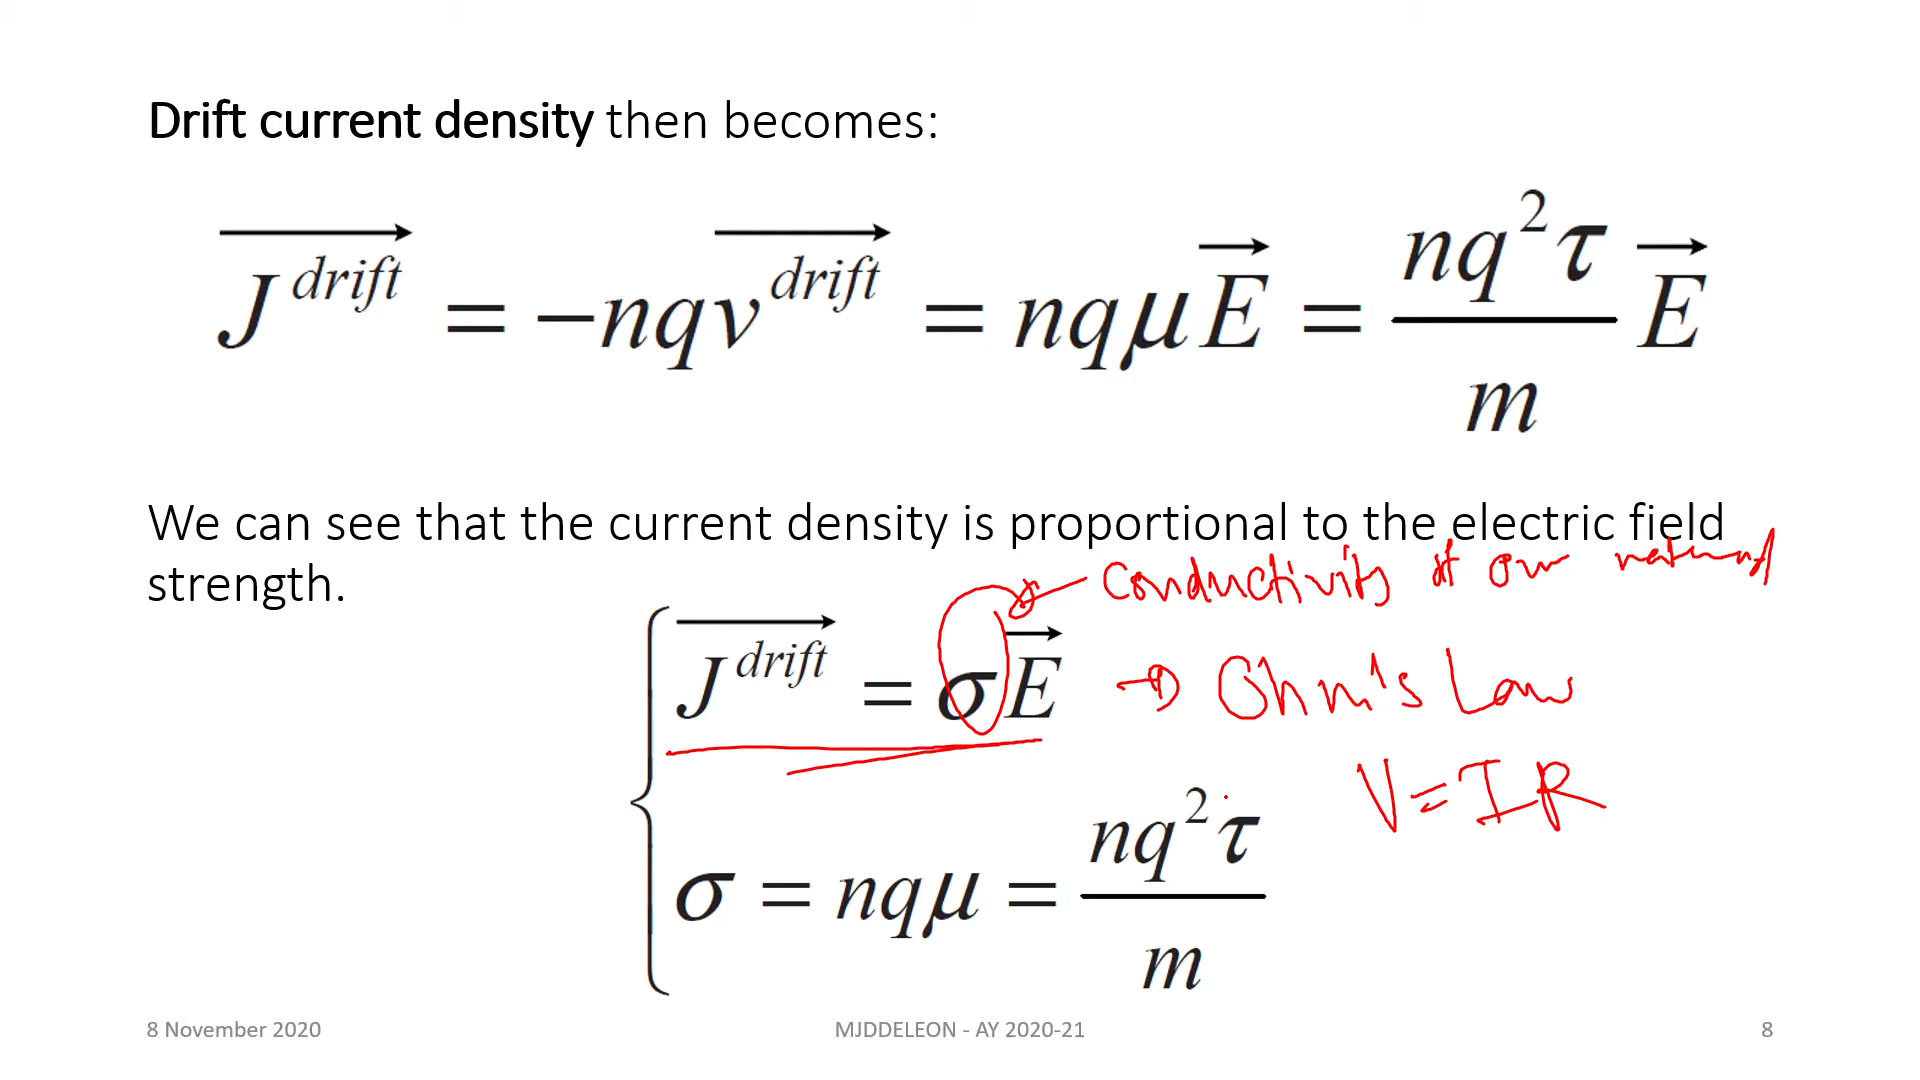 Drift current density then becomes:
J^drift = −nqv^drift = nqμE = nq²τ/m E
We can see that the current density is proportional to the electric field
strength.
Conductivity of our material
J^drift = σE → Ohm's Law
V=IR
σ = nqμ = nq²τ/m
8 November 2020 MJDDELEON - AY 2020-21 8